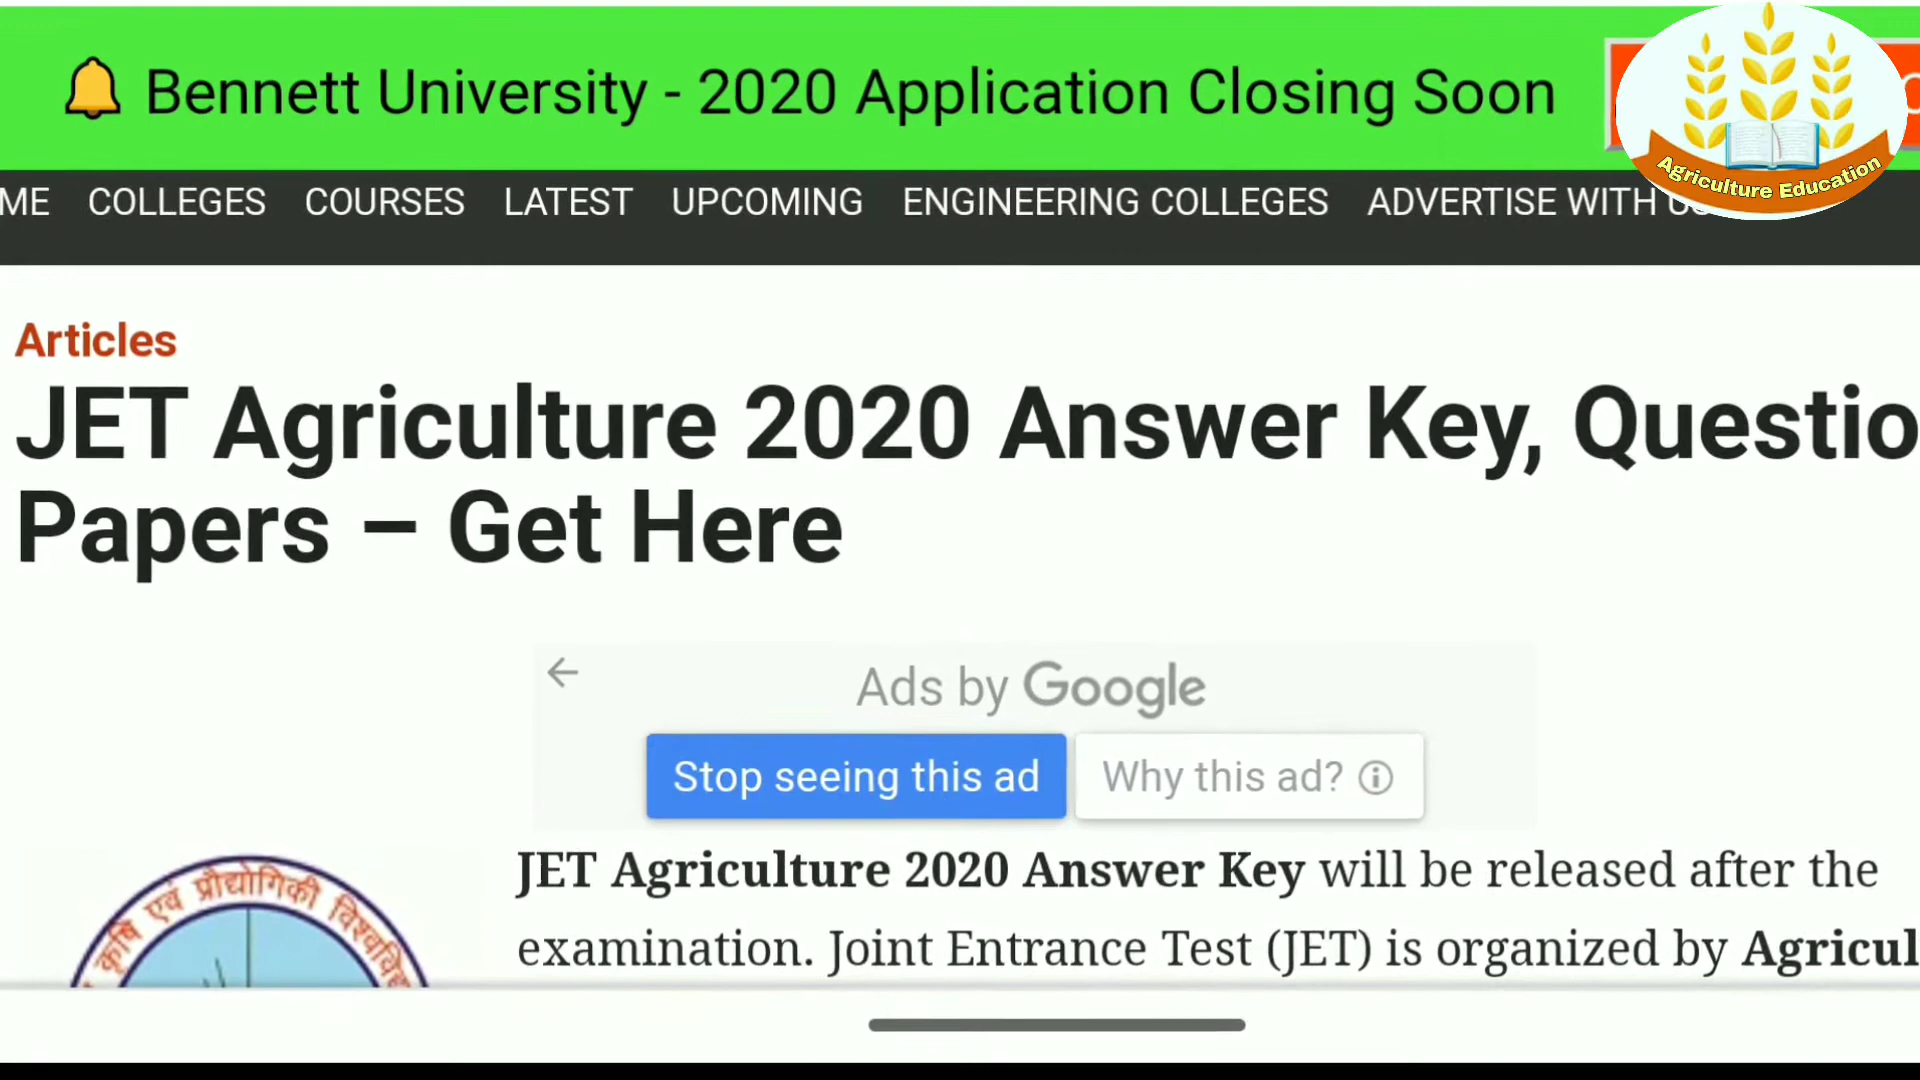 Bennett University - 2020 Application Closing Soon
Agriculture Education
ME COLLEGES COURSES LATEST UPCOMING ENGINEERING COLLEGES ADVERTISE WITH US
Articles
JET Agriculture 2020 Answer Key, Questio
Papers – Get Here
Ads by Google
Stop seeing this ad
Why this ad?
JET Agriculture 2020 Answer Key will be released after the
examination. Joint Entrance Test (JET) is organized by Agricul
कृषि एवं प्रौद्योगिकी